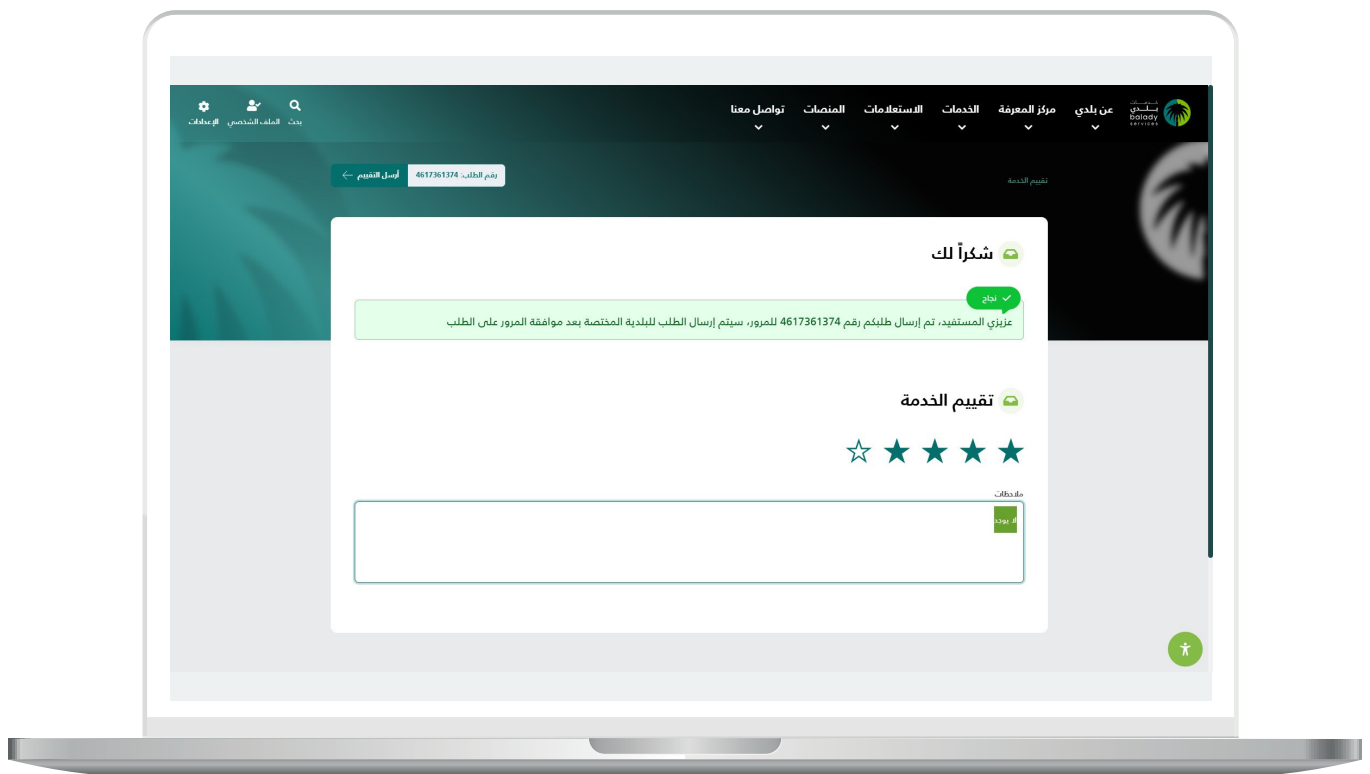 بلدي
balady
services
عن بلدي
مركز المعرفة
الخدمات
الاستعلامات
المنصات
تواصل معنا
بحث
الملف الشخصي
الإعدادات
تقييم الخدمة
رقم الطلب: 4617361374
أرسل التقييم
شكراً لك
نجاح
عزيزي المستفيد، تم إرسال طلبكم رقم 4617361374 للمرور، سيتم إرسال الطلب للبلدية المختصة بعد موافقة المرور على الطلب
تقييم الخدمة
ملاحظات
لا يوجد